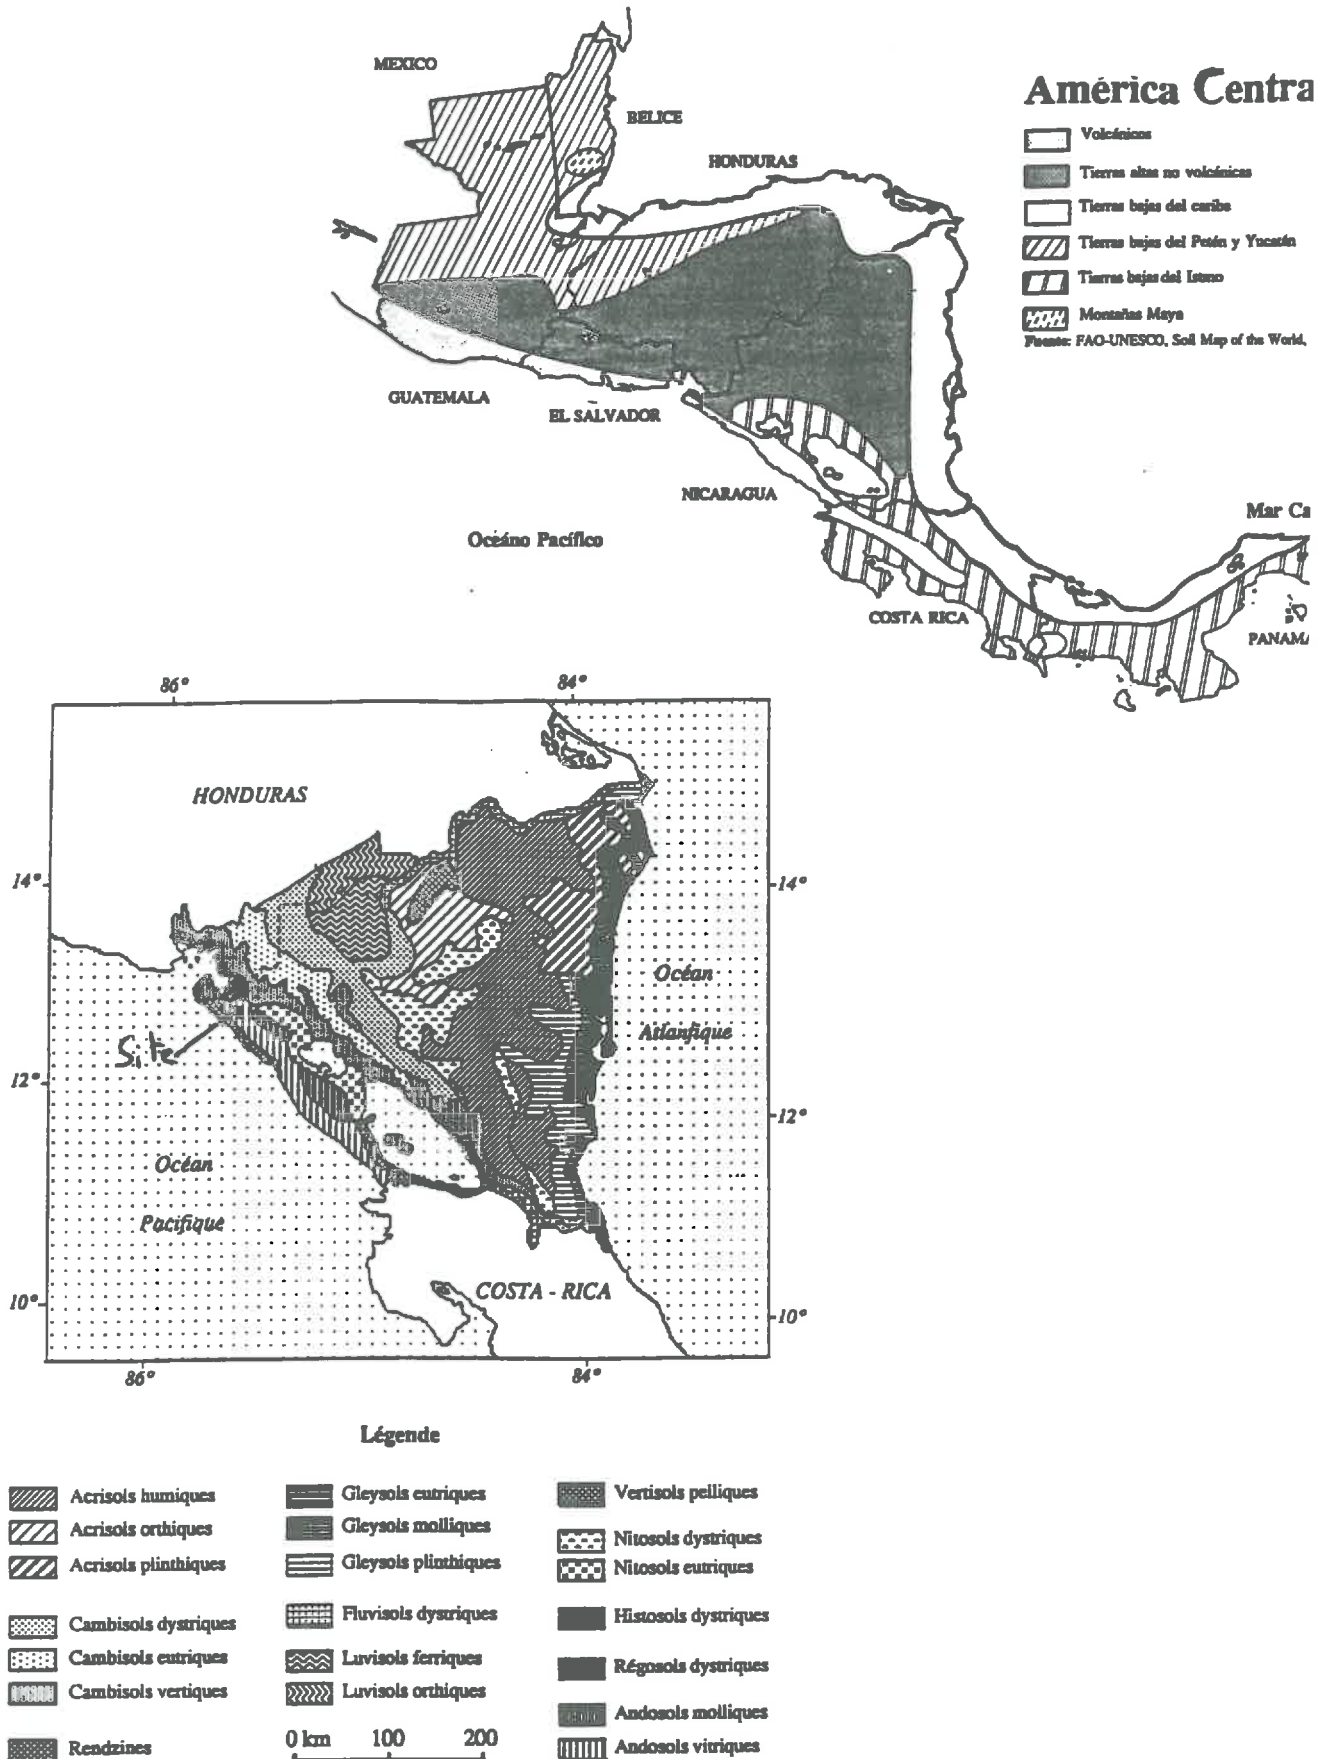 MEXICO
BELICE
HONDURAS
GUATEMALA
EL SALVADOR
NICARAGUA
Océano Pacífico
COSTA RICA
Mar Ca
PANAMA
América Centra
Volcánicos
Tierras altas no volcánicas
Tierras bajas del caribe
Tierras bajas del Petén y Yucatán
Tierras bajas del Istmo
Montañas Maya
Fuente: FAO-UNESCO, Soil Map of the World,
86° 84°
HONDURAS
14° 14°
Océan
Atlantique
Site
12° 12°
Océan
Pacifique
COSTA - RICA
10° 10°
86° 84°
Légende
Acrisols humiques
Acrisols orthiques
Acrisols plinthiques
Cambisols dystriques
Cambisols eutriques
Cambisols vertiques
Rendzines
Gleysols eutriques
Gleysols molliques
Gleysols plinthiques
Fluvisols dystriques
Luvisols ferriques
Luvisols orthiques
0 km 100 200
Vertisols pelliques
Nitosols dystriques
Nitosols eutriques
Histosols dystriques
Régosols dystriques
Andosols molliques
Andosols vitriques